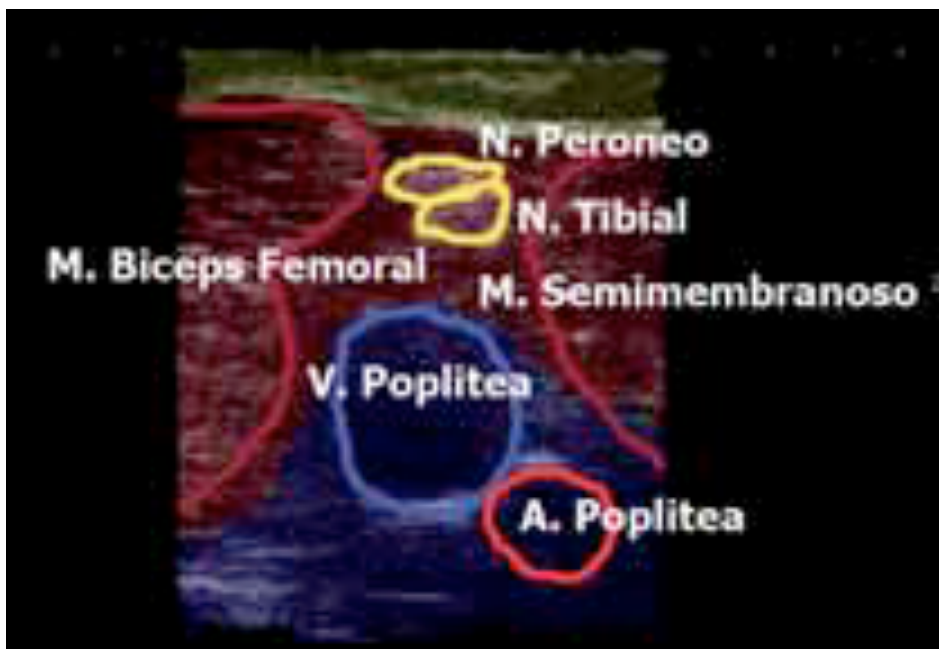 N. Peroneo
N. Tibial
M. Biceps Femoral
M. Semimembranoso
V. Poplitea
A. Poplitea